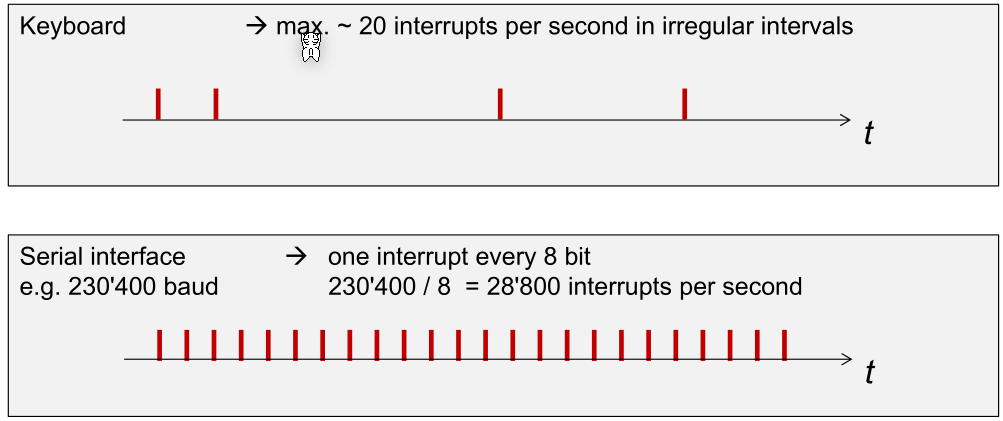 Keyboard → max. ~ 20 interrupts per second in irregular intervals
t
Serial interface → one interrupt every 8 bit
e.g. 230'400 baud 230'400 / 8 = 28'800 interrupts per second
t